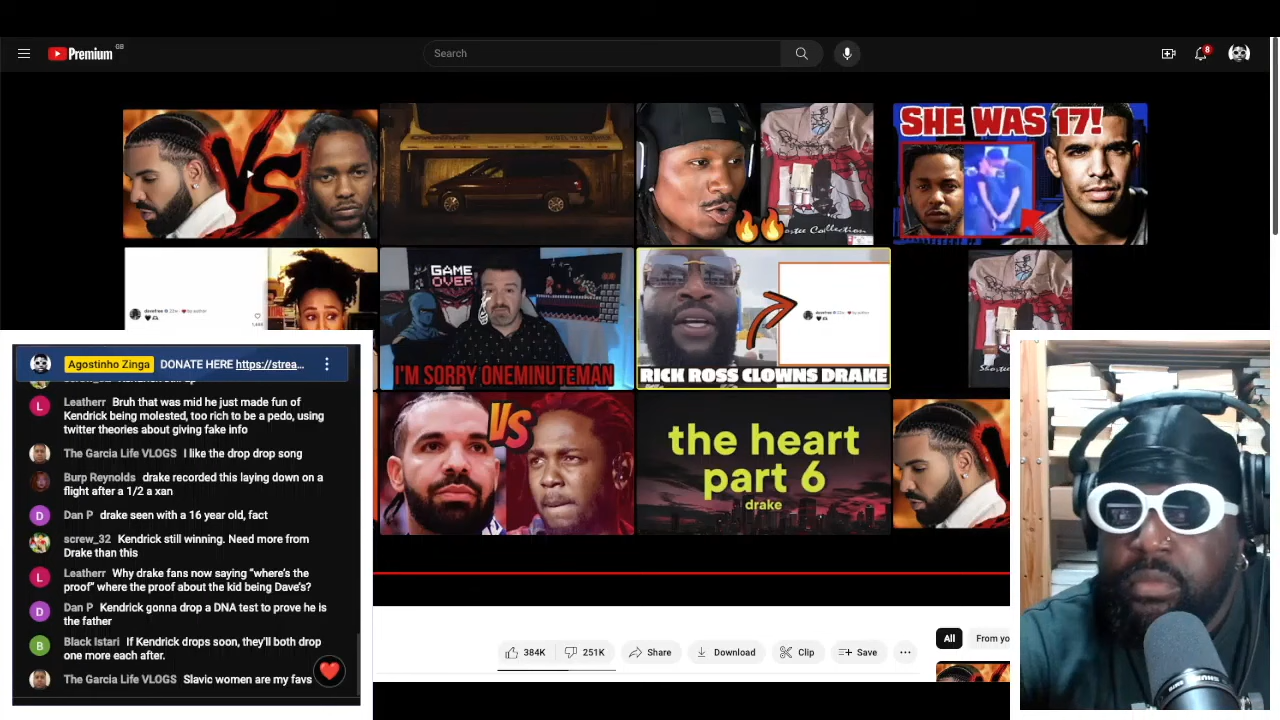 Premium GB
Search
8
SHE WAS 17!
GAME
OVER
I'M SORRY ONEMINUTEMAN
RICK ROSS CLOWNS DRAKE
VS
the heart
part 6
drake
Agostinho Zinga DONATE HERE https://strea...
Leatherr Bruh that was mid he just made fun of
Kendrick being molested, too rich to be a pedo, using
twitter theories about giving fake info
The Garcia Life VLOGS I like the drop drop song
Burp Reynolds drake recorded this laying down on a
flight after a 1/2 a xan
Dan P drake seen with a 16 year old, fact
screw_32 Kendrick still winning. Need more from
Drake than this
Leatherr Why drake fans now saying “where’s the
proof” where the proof about the kid being Dave’s?
Dan P Kendrick gonna drop a DNA test to prove he is
the father
Black Istari If Kendrick drops soon, they'll both drop
one more each after.
The Garcia Life VLOGS Slavic women are my favs
384K 251K Share Download Clip Save ...
All From yo